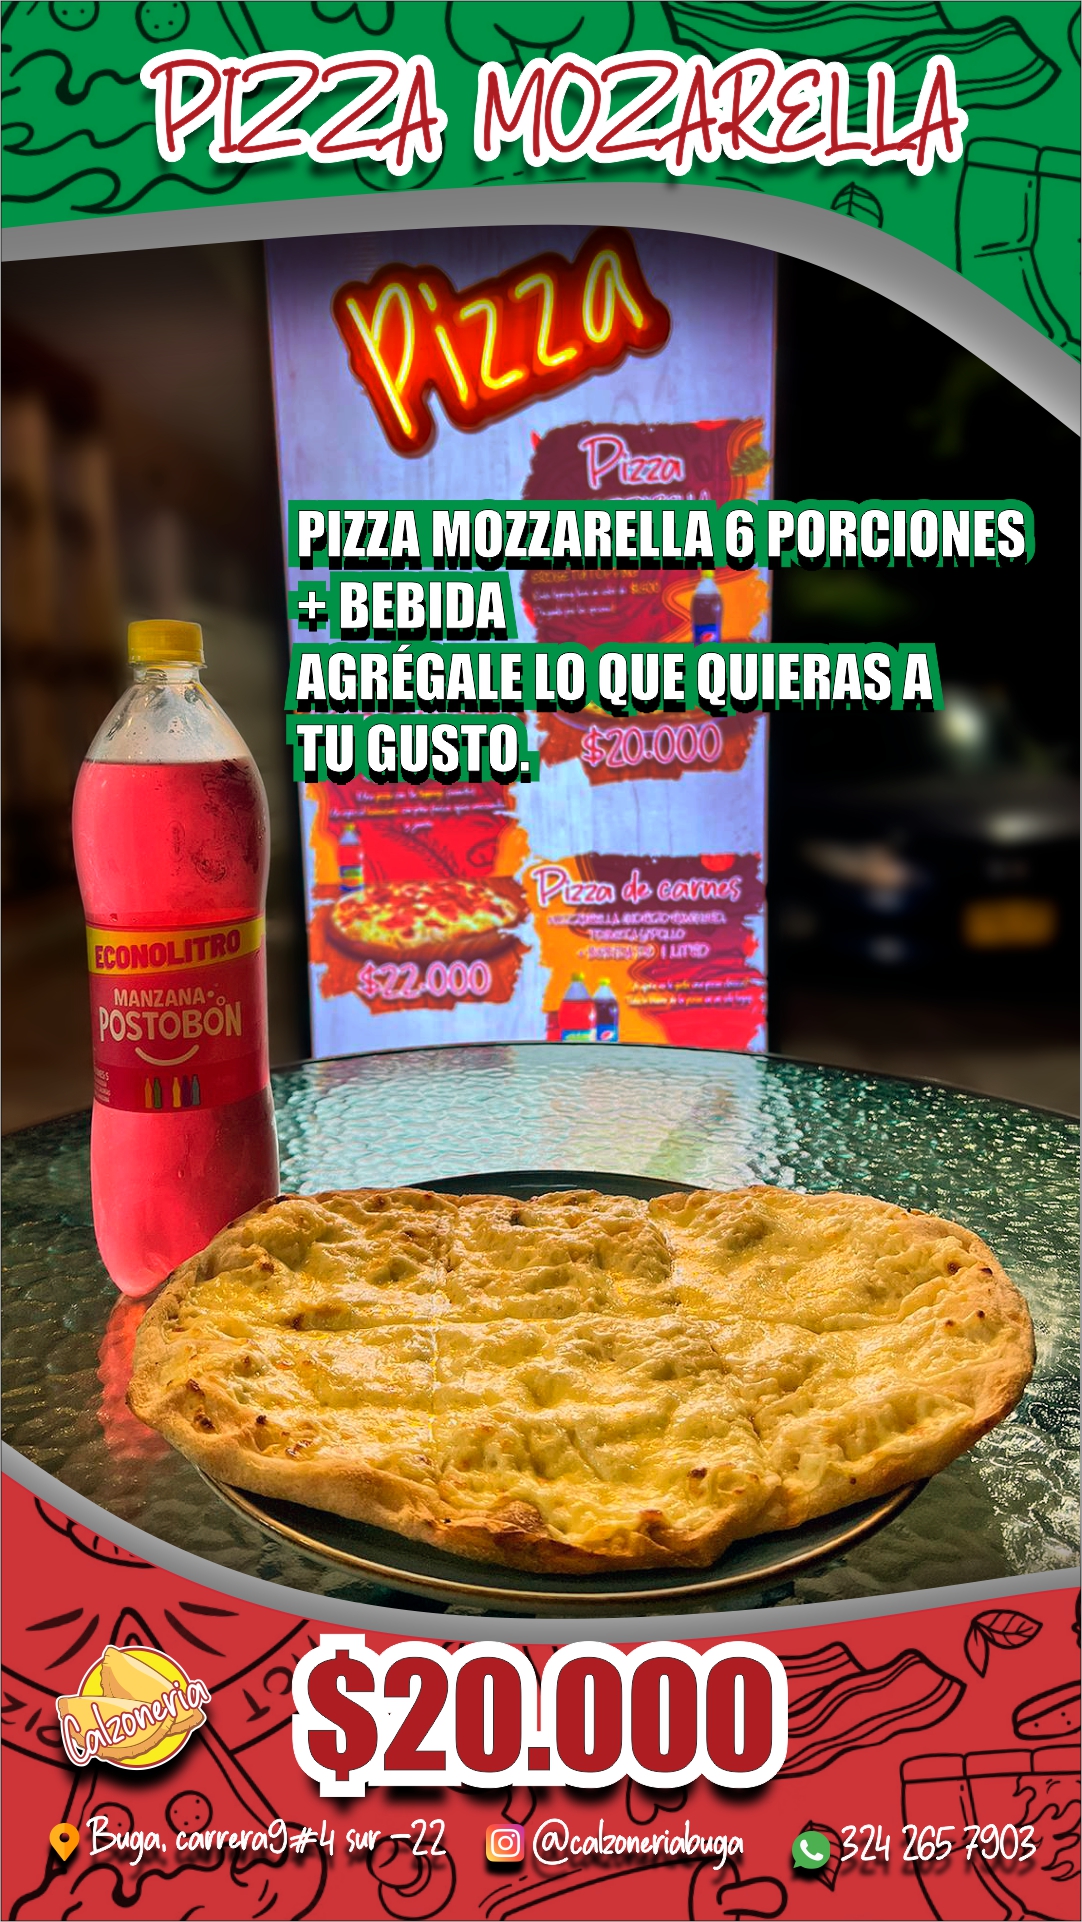 PIZZA MOZARELLA
Pizza
Pizza
PIZZA MOZZARELLA 6 PORCIONES
+ BEBIDA
AGRÉGALE LO QUE QUIERAS A
TU GUSTO.
$20.000
ECONOLITRO
MANZANA
POSTOBÓN
Pizza de carnes
$22.000
$20.000
Calzoneria
Buga, carrera9#4 sur -22
@calzoneriabuga
324 265 7903